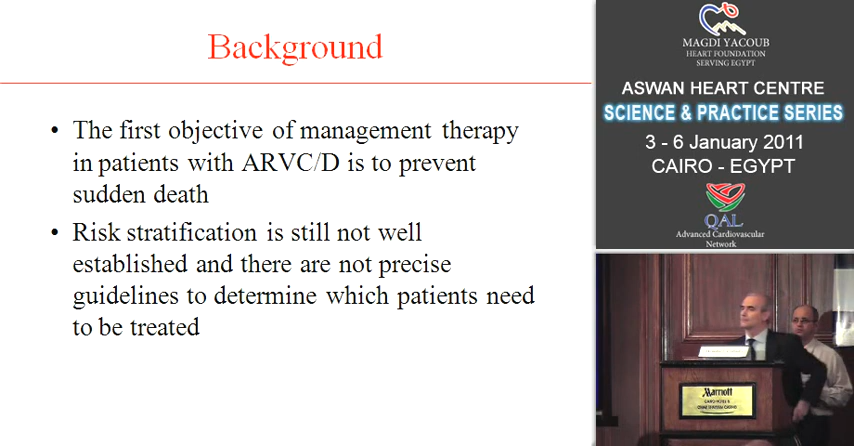 Background
• The first objective of management therapy
in patients with ARVC/D is to prevent
sudden death
• Risk stratification is still not well
established and there are not precise
guidelines to determine which patients need
to be treated
MAGDI YACOUB
HEART FOUNDATION
SERVING EGYPT
ASWAN HEART CENTRE
SCIENCE & PRACTICE SERIES
3 - 6 January 2011
CAIRO - EGYPT
QAL
Advanced Cardiovascular
Network
Marriott